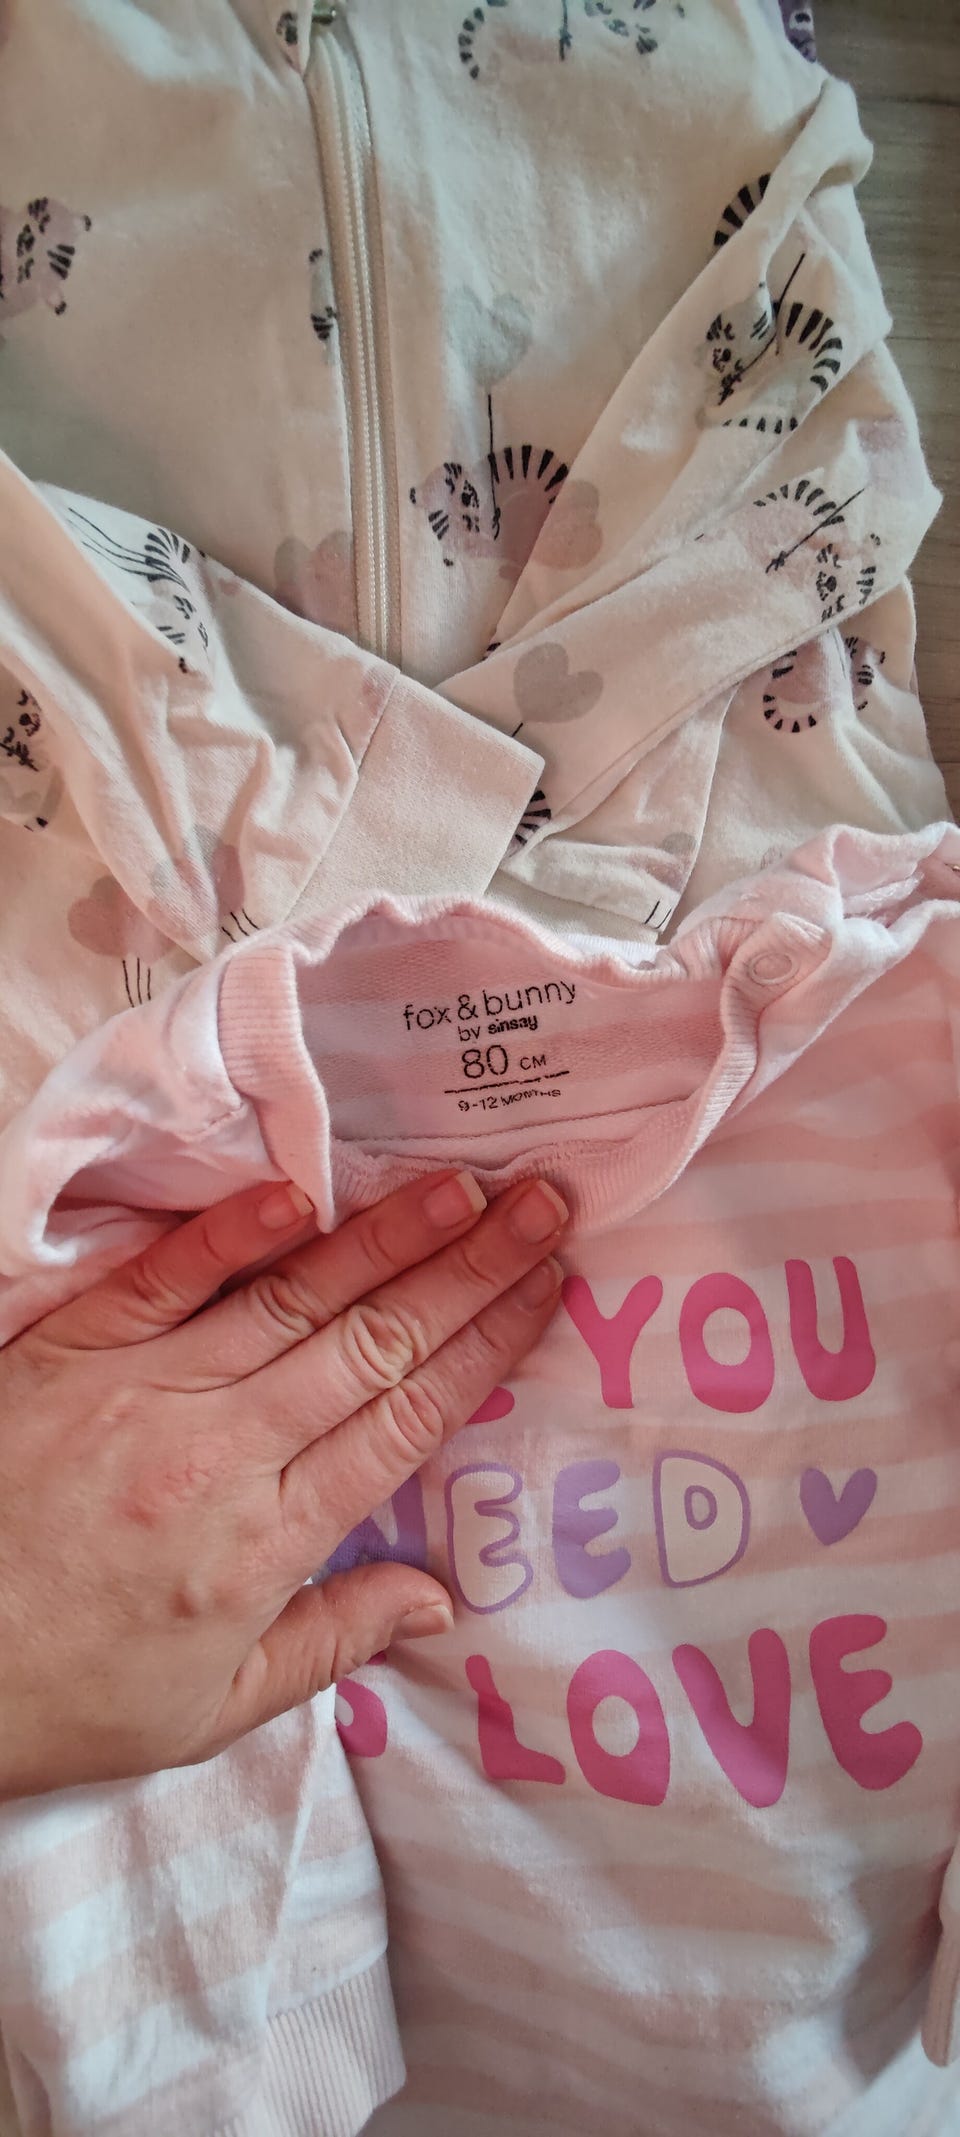 fox & bunny
by sinsay
80 CM
9-12 MONTHS
YOU
NEED
LOVE